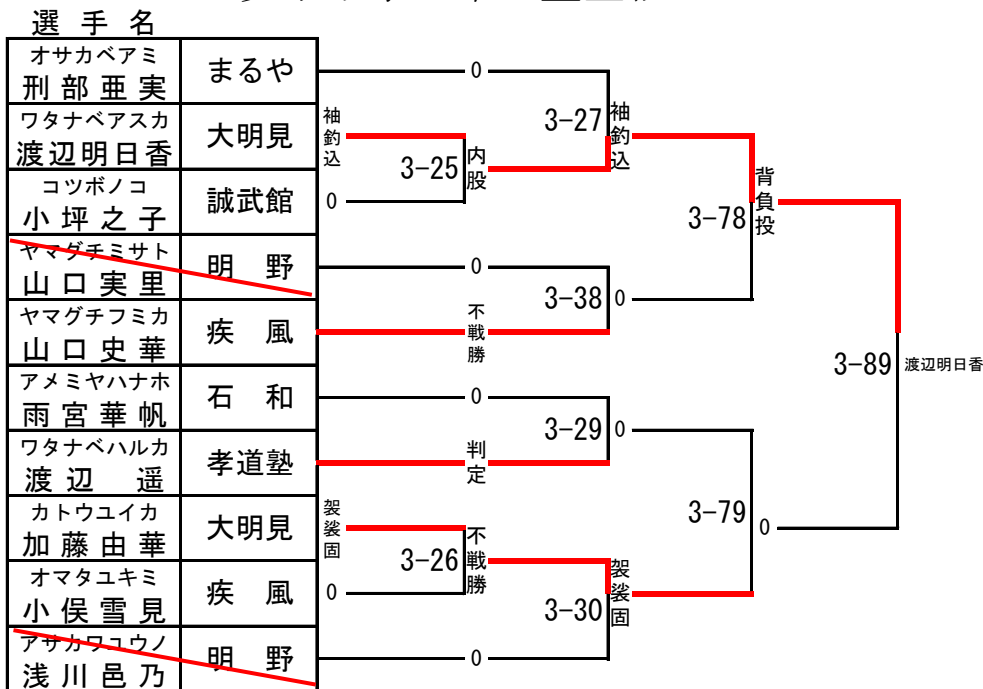 選手名
オサカベアミ
刑部亜実
まるや
0
ワタナベアスカ
渡辺明日香
大明見
袖釣込
3-25
内股
3-27
袖釣込
コツボノコ
小坪之子
誠武館
0
3-78
背負投
ヤマグチミサト
山口実里
明野
0
3-38
0
ヤマグチフミカ
山口史華
疾風
不戦勝
3-89
渡辺明日香
アメミヤハナホ
雨宮華帆
石和
0
3-29
0
ワタナベハルカ
渡辺遥
孝道塾
判定
3-79
0
カトウユイカ
加藤由華
大明見
袈裟固
3-26
不戦勝
オマタユキミ
小俣雪見
疾風
0
3-30
袈裟固
アサカワユウノ
浅川邑乃
明野
0